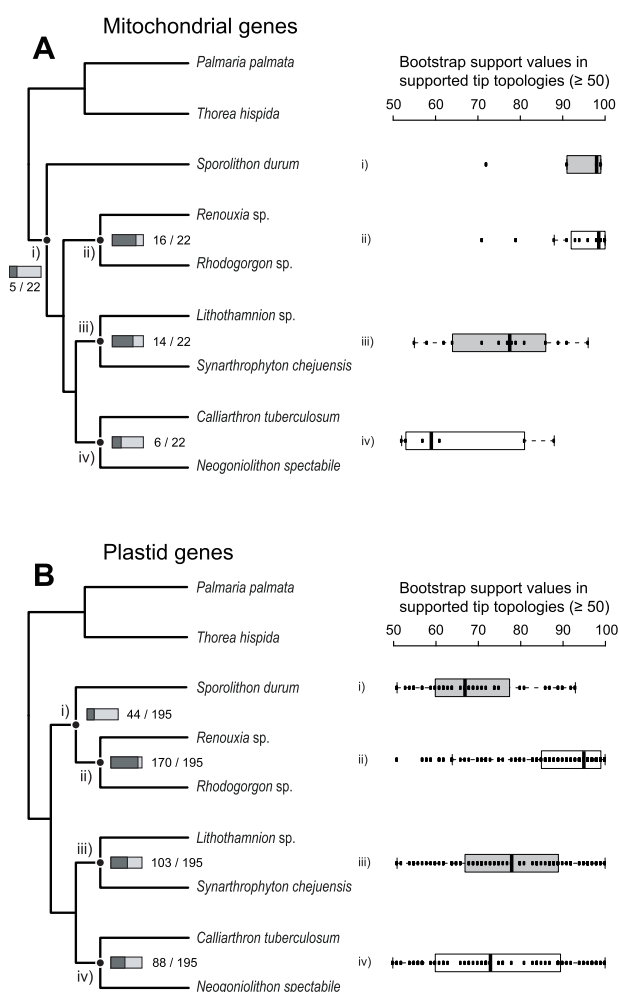 Mitochondrial genes
A
Palmaria palmata
Thorea hispida
Sporolithon durum
Renouxia sp.
i)
ii)
16 / 22
Rhodogorgon sp.
5 / 22
Lithothamnion sp.
iii)
14 / 22
Synarthrophyton chejuensis
Calliarthron tuberculosum
iv)
6 / 22
Neogoniolithon spectabile
Bootstrap support values in
supported tip topologies (≥ 50)
50 60 70 80 90 100
i)
ii)
iii)
iv)
Plastid genes
B
Palmaria palmata
Thorea hispida
Sporolithon durum
i)
44 / 195
Renouxia sp.
ii)
170 / 195
Rhodogorgon sp.
Lithothamnion sp.
iii)
103 / 195
Synarthrophyton chejuensis
Calliarthron tuberculosum
iv)
88 / 195
Neogoniolithon spectabile
Bootstrap support values in
supported tip topologies (≥ 50)
50 60 70 80 90 100
i)
ii)
iii)
iv)